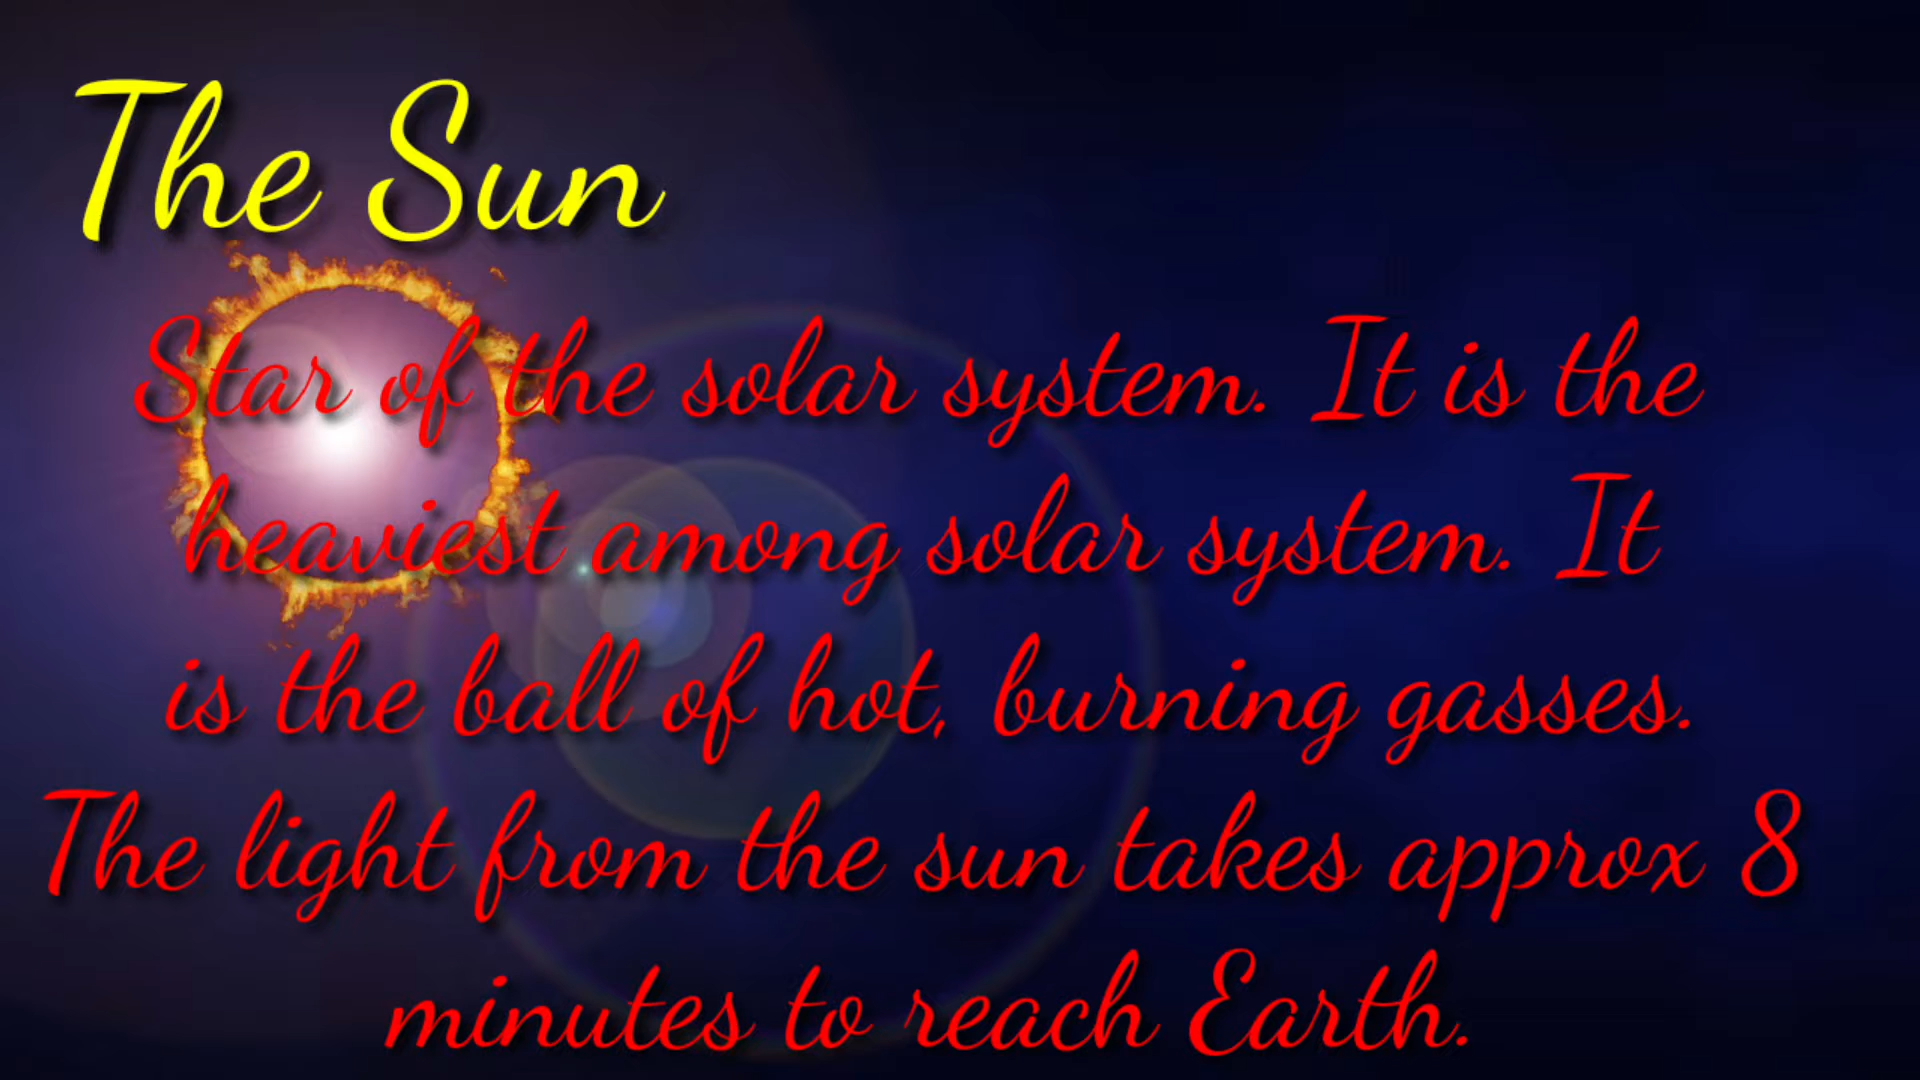 The Sun
Star of the solar system. It is the
heaviest among solar system. It
is the ball of hot, burning gasses.
The light from the sun takes approx 8
minutes to reach Earth.